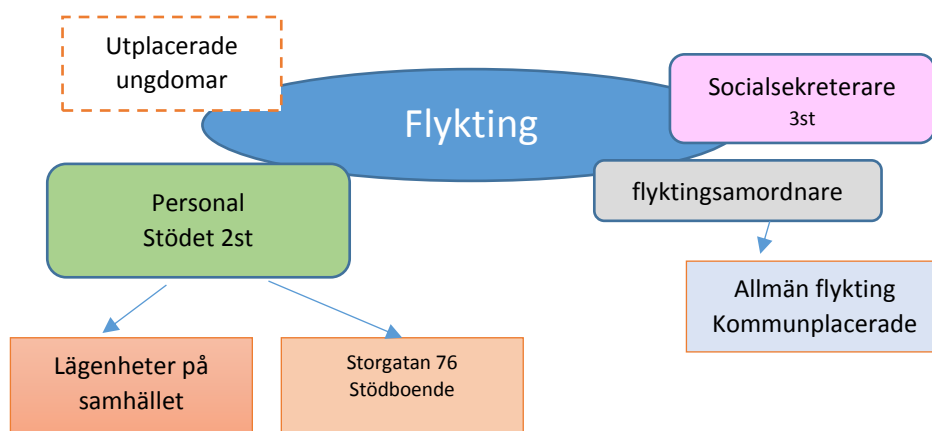 Utplacerade
ungdomar
Flykting
Socialsekreterare
3st
Personal
Stödet 2st
flyktingsamordnare
Allmän flykting
Kommunplacerade
Lägenheter på
samhället
Storgatan 76
Stödboende